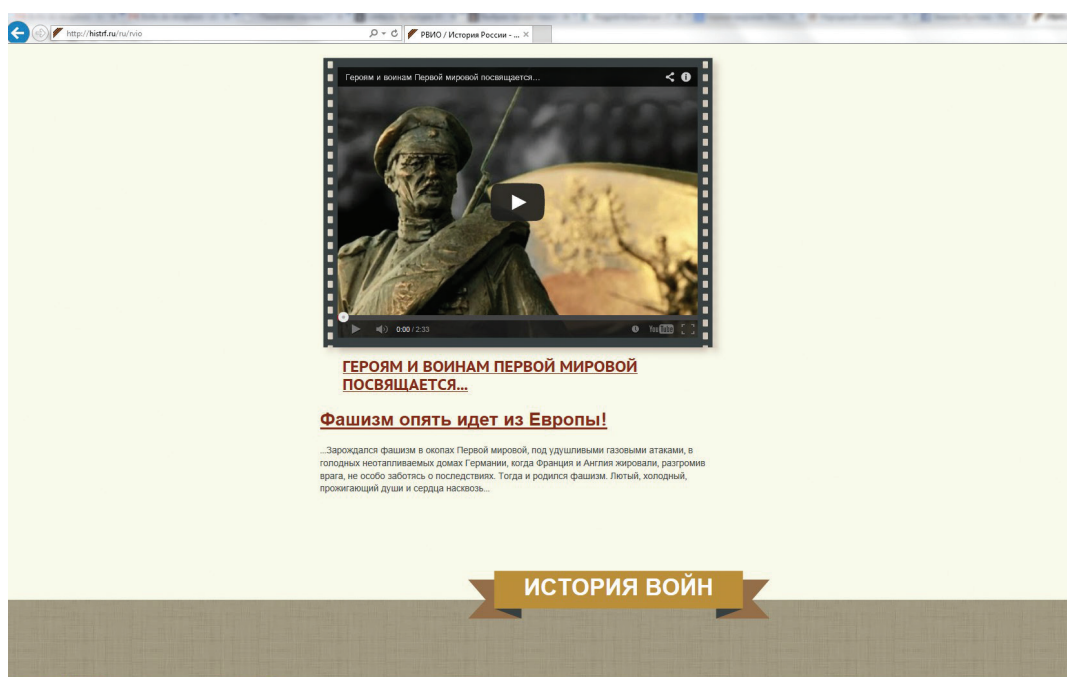 http://histrf.ru/ru/rvio
РВИО / История России - ...
Героям и воинам Первой мировой посвящается...
0:00 / 2:33
YouTube
ГЕРОЯМ И ВОИНАМ ПЕРВОЙ МИРОВОЙ
ПОСВЯЩАЕТСЯ...
Фашизм опять идет из Европы!
...Зарождался фашизм в окопах Первой мировой, под удушливыми газовыми атаками, в
голодных неотапливаемых домах Германии, когда Франция и Англия жировали, разгромив
врага, не особо заботясь о последствиях. Тогда и родился фашизм. Лютый, холодный,
прожигающий души и сердца насквозь...
ИСТОРИЯ ВОЙН